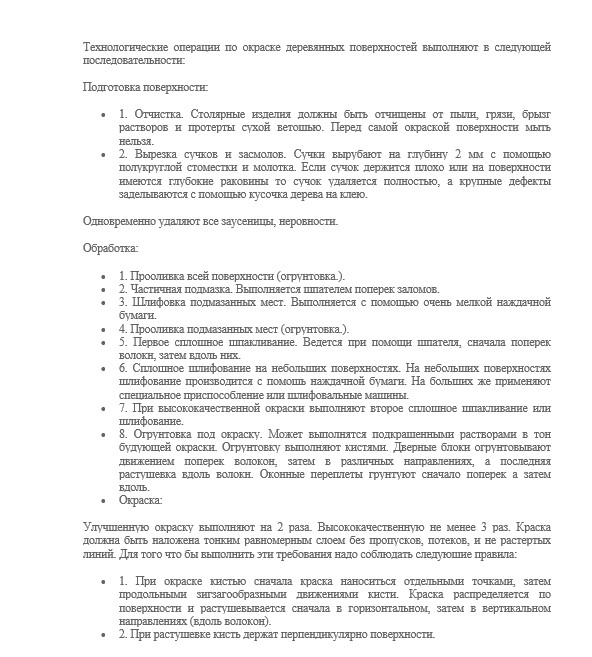 Технологические операции по окраске деревянных поверхностей выполняют в следующей
последовательности:
Подготовка поверхности:
• 1. Отчистка. Столярные изделия должны быть отчищены от пыли, грязи, брызг
растворов и протерты сухой ветошью. Перед самой окраской поверхности мыть
нельзя.
• 2. Вырезка сучков и засмолов. Сучки вырубают на глубину 2 мм с помощью
полукруглой стомески и молотка. Если сучок держится плохо или на поверхности
имеются глубокие раковины то сучок удаляется полностью, а крупные дефекты
заделываются с помощью кусочка дерева на клею.
Одновременно удаляют все заусеницы, неровности.
Обработка:
• 1. Прооливка всей поверхности (огрунтовка.).
• 2. Частичная подмазка. Выполняется шпателем поперек заломов.
• 3. Шлифовка подмазанных мест. Выполняется с помощью очень мелкой наждачной
бумаги.
• 4. Прооливка подмазанных мест (огрунтовка.).
• 5. Первое сплошное шпакливание. Ведется при помощи шпателя, сначала поперек
волокн, затем вдоль них.
• 6. Сплошное шлифование на небольших поверхностях. На небольших поверхностях
шлифование производится с помошь наждачной бумаги. На больших же применяют
специальное приспособление или шлифовальные машины.
• 7. При высококачественной окраски выполняют второе сплошное шпакливание или
шлифование.
• 8. Огрунтовка под окраску. Может выполнятся подкрашенными растворами в тон
будующей окраски. Огрунтовку выполняют кистями. Дверные блоки огрунтовывают
движением поперек волокон, затем в различных направлениях, а последняя
растушевка вдоль волокн. Оконные переплеты грунтуют сначало поперек а затем
вдоль.
• Окраска:
Улучшенную окраску выполняют на 2 раза. Высококачественную не менее 3 раз. Краска
должна быть наложена тонким равномерным слоем без пропусков, потеков, и не растертых
линий. Для того что бы выполнить эти требования надо соблюдать следующие правила:
• 1. При окраске кистью сначала краска наноситься отдельными точками, затем
продольными зигзагообразными движениями кисти. Краска распределяется по
поверхности и растушевывается сначала в горизонтальном, затем в вертикальном
направлениях (вдоль волокон).
• 2. При растушевке кисть держат перпендикулярно поверхности.